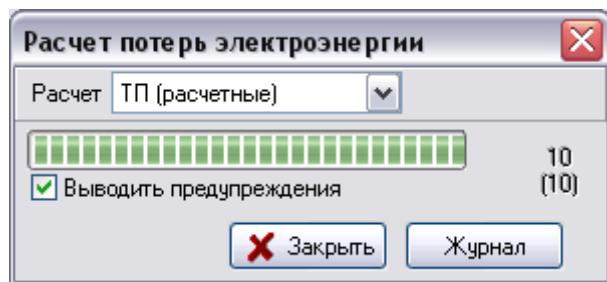 Расчет потерь электроэнергии
Расчет ТП (расчетные)
10
Выводить предупреждения (10)
Закрыть Журнал